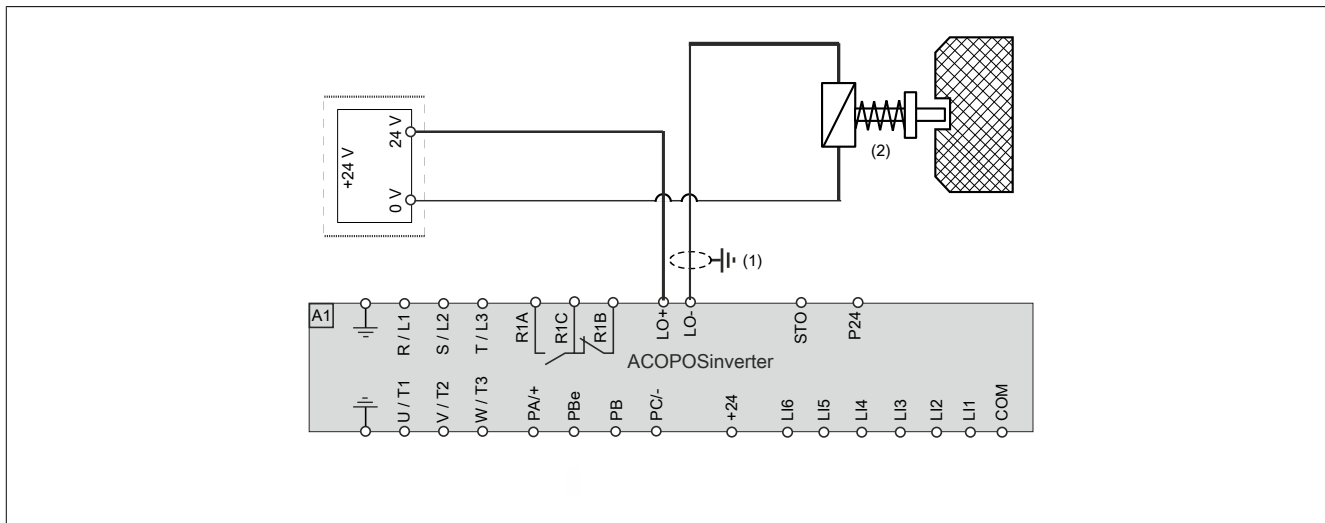 +24 V
24 V
0 V
(2)
(1)
A1
R / L1
S / L2
T / L3
R1A
R1C
R1B
LO+
LO-
STO
P24
ACOPOSinverter
U / T1
V / T2
W / T3
PA/+
PBe
PB
PC/-
+24
LI6
LI5
LI4
LI3
LI2
LI1
COM